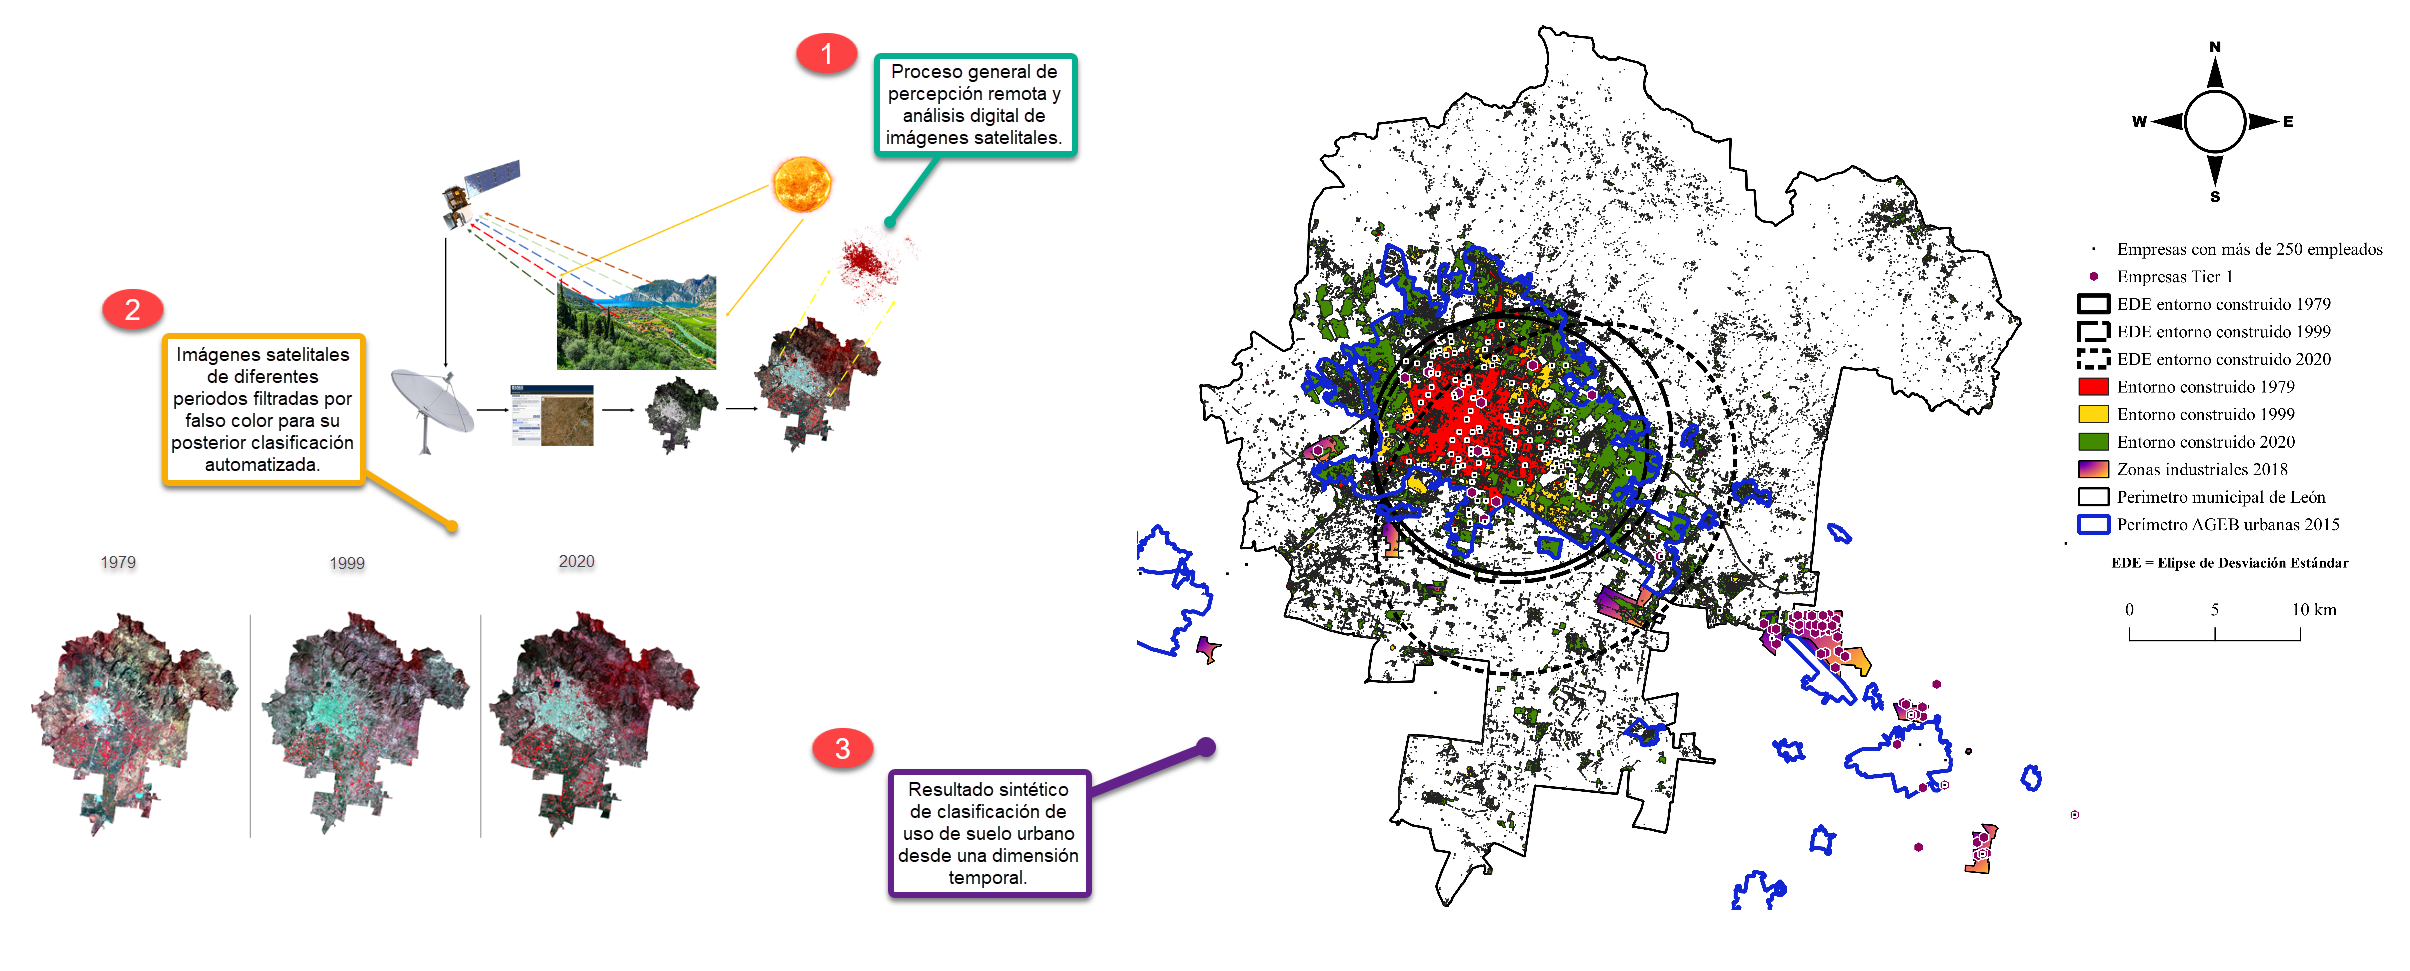 1
Proceso general de
percepción remota y
análisis digital de
imágenes satelitales.
2
Imágenes satelitales
de diferentes
periodos filtradas por
falso color para su
posterior clasificación
automatizada.
1979
1999
2020
3
Resultado sintético
de clasificación de
uso de suelo urbano
desde una dimensión
temporal.
N
W
E
S
Empresas con más de 250 empleados
Empresas Tier 1
EDE entorno construido 1979
EDE entorno construido 1999
EDE entorno construido 2020
Entorno construido 1979
Entorno construido 1999
Entorno construido 2020
Zonas industriales 2018
Perimetro municipal de León
Perímetro AGEB urbanas 2015
EDE = Elipse de Desviación Estándar
0 5 10 km